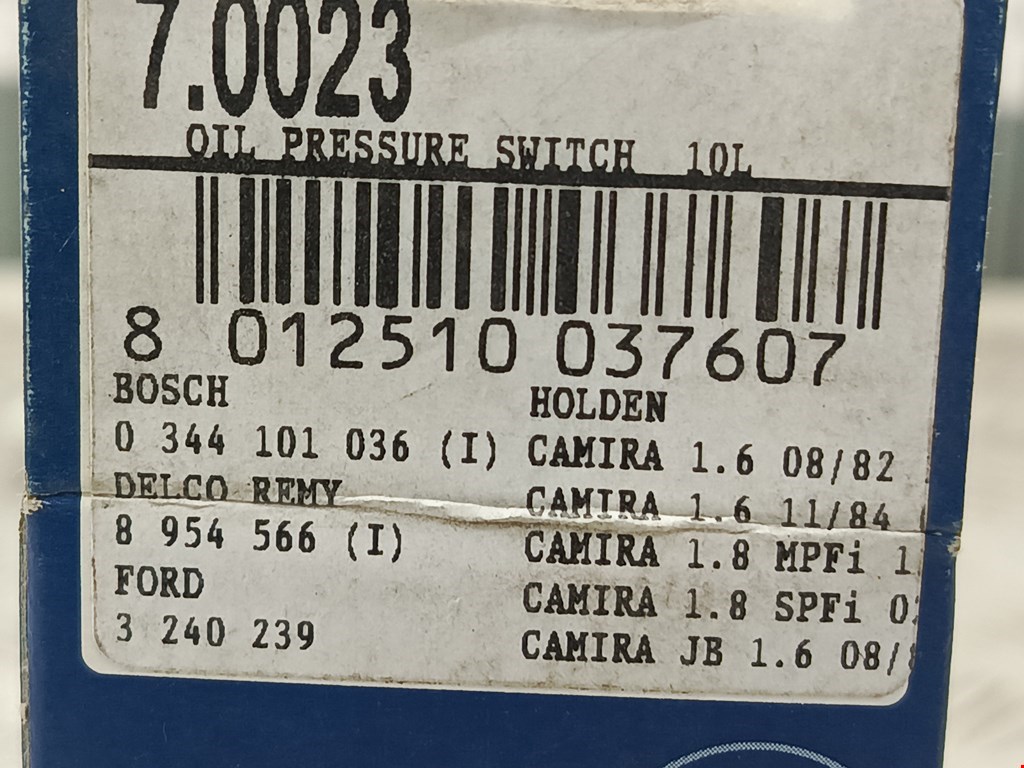 7.0023
OIL PRESSURE SWITCH 10L
8 012510 037607
BOSCH
0 344 101 036 (I)
DELCO REMY
8 954 566 (I)
FORD
3 240 239
HOLDEN
CAMIRA 1.6 08/82
CAMIRA 1.6 11/84
CAMIRA 1.8 MPFi
CAMIRA 1.8 SPFi
CAMIRA JB 1.6 08/